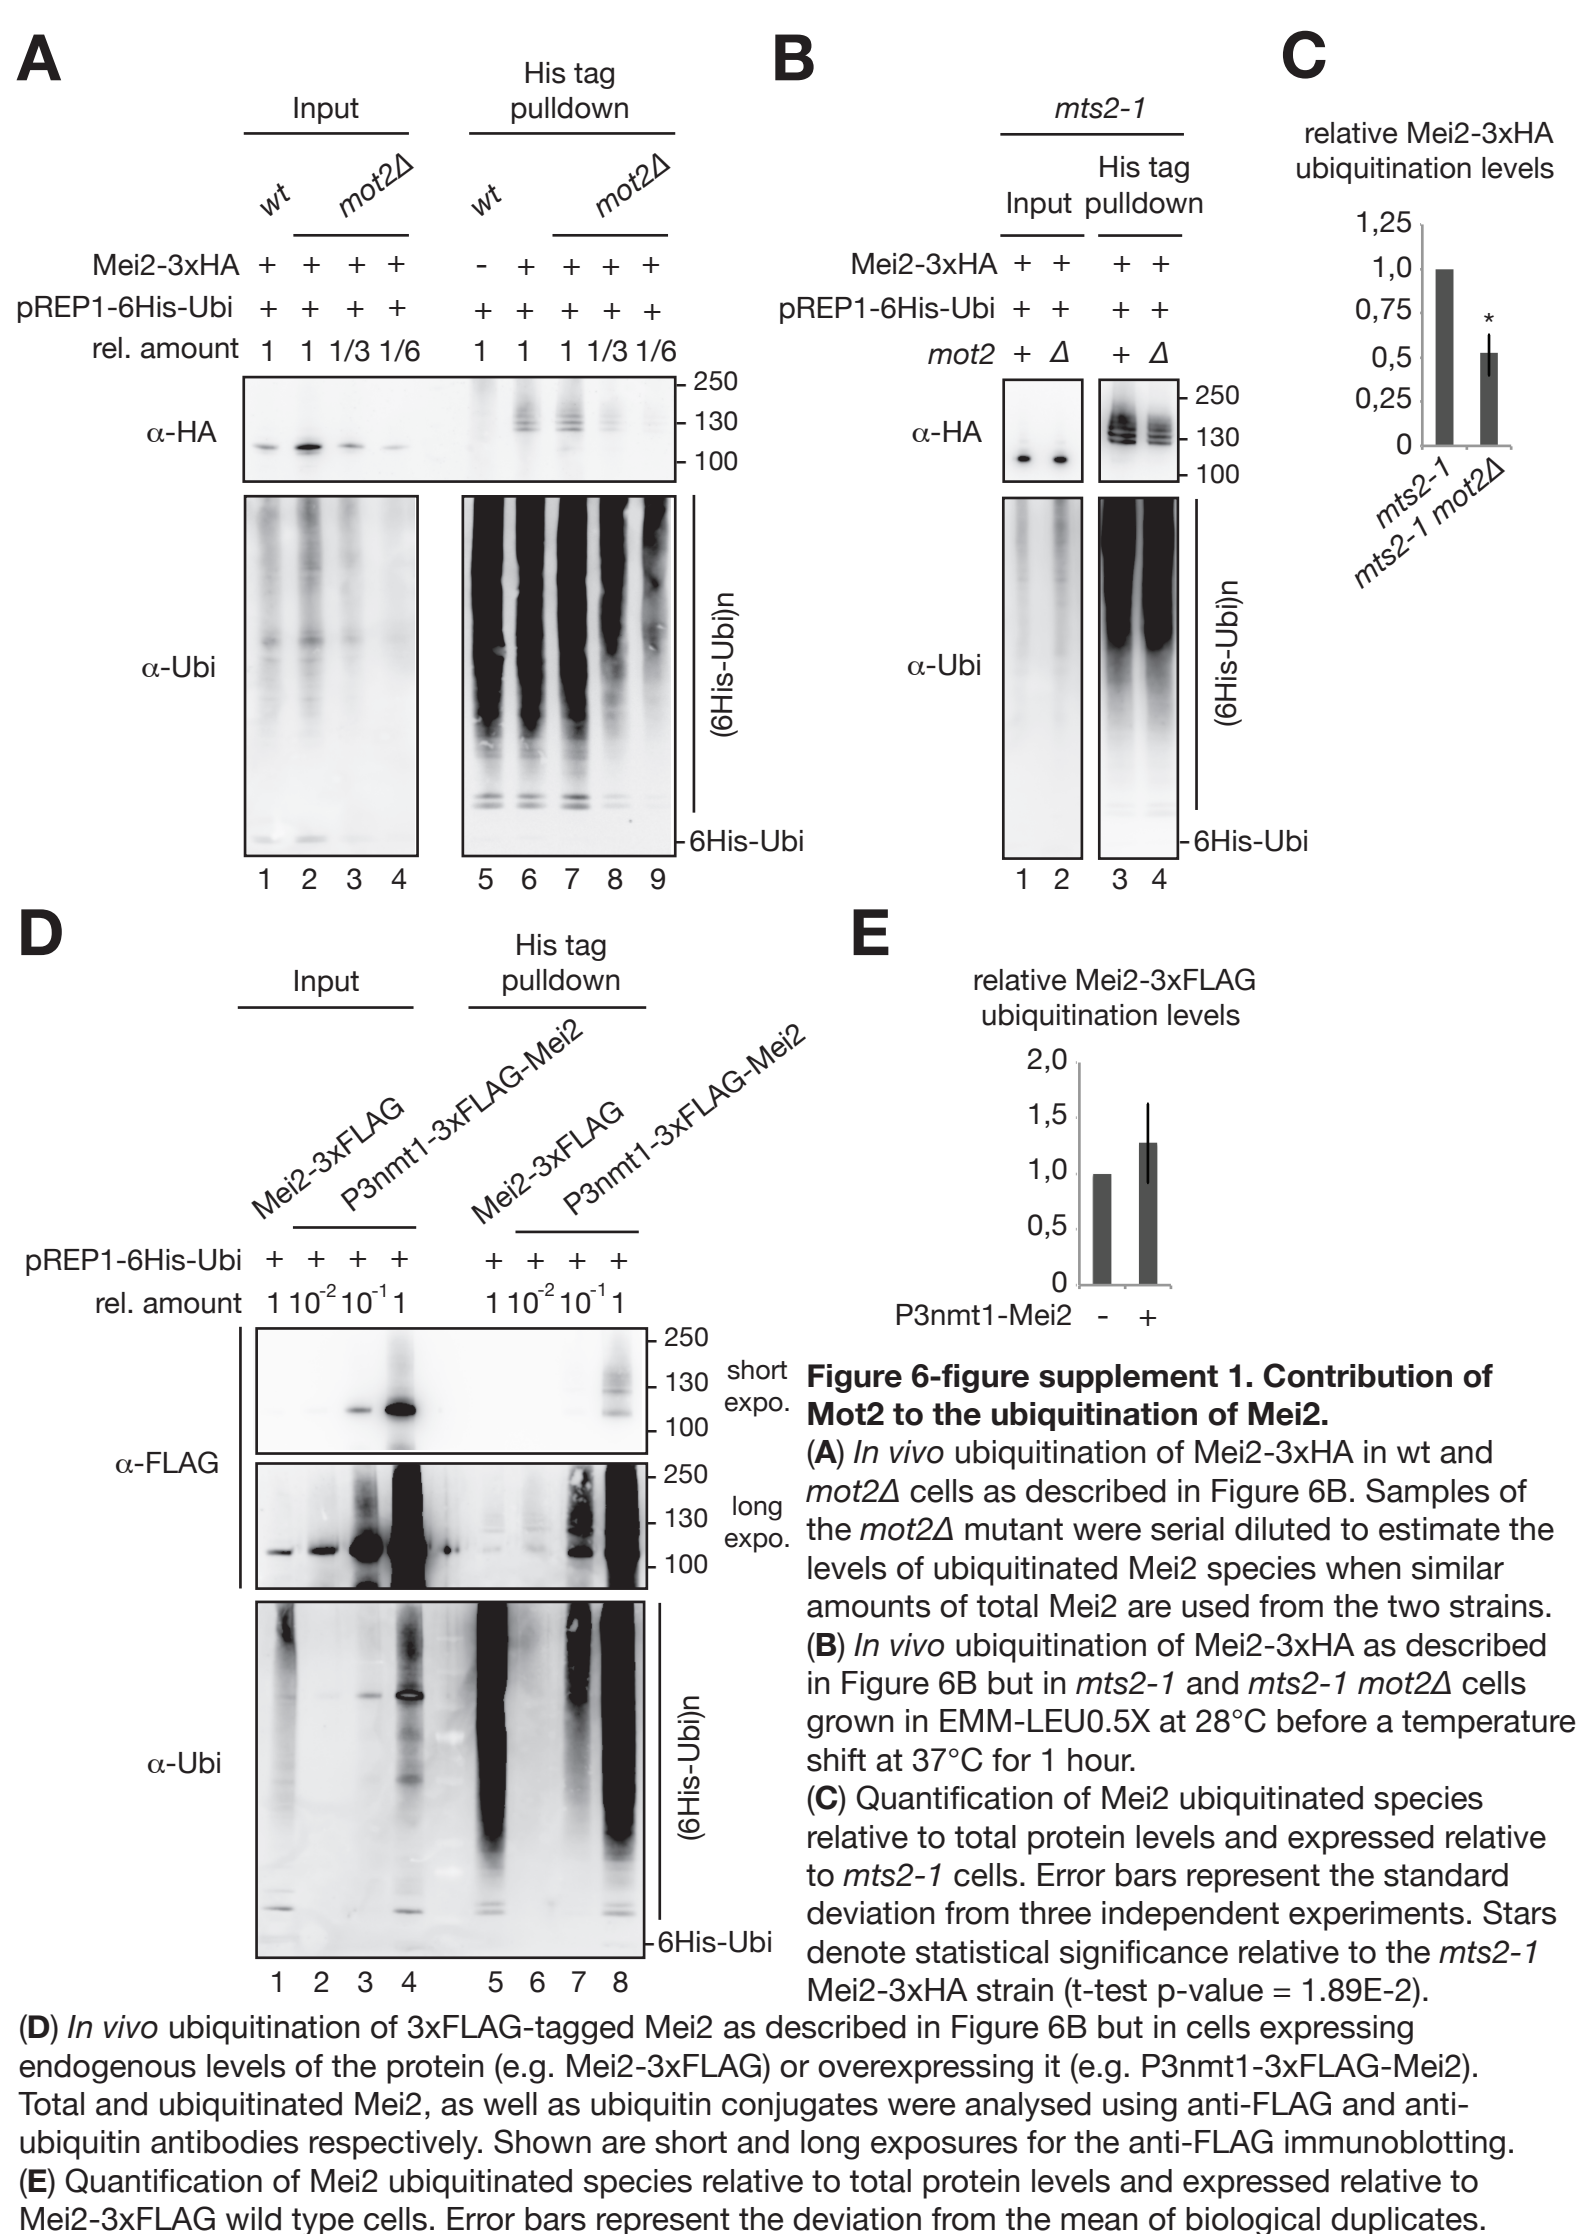 A
Input
His tag
pulldown
wt
mot2Δ
wt
mot2Δ
Mei2-3xHA + + + + - + + + +
pREP1-6His-Ubi + + + + + + + + +
rel. amount 1 1 1/3 1/6 1 1 1 1/3 1/6
α-HA
250
130
100
α-Ubi
(6His-Ubi)n
6His-Ubi
1 2 3 4 5 6 7 8 9
B
mts2-1
His tag
Input pulldown
Mei2-3xHA + + + +
pREP1-6His-Ubi + + + +
mot2 + Δ + Δ
α-HA
250
130
100
α-Ubi
(6His-Ubi)n
6His-Ubi
1 2 3 4
C
relative Mei2-3xHA
ubiquitination levels
1,25
1,0
0,75
0,5
0,25
0
*
mts2-1
mts2-1 mot2Δ
D
Input
His tag
pulldown
Mei2-3xFLAG
P3nmt1-3xFLAG-Mei2
Mei2-3xFLAG
P3nmt1-3xFLAG-Mei2
pREP1-6His-Ubi + + + + + + + +
rel. amount 1 10-2 10-1 1 1 10-2 10-1 1
α-FLAG
250
130
100
short
expo.
250
130
100
long
expo.
α-Ubi
(6His-Ubi)n
6His-Ubi
1 2 3 4 5 6 7 8
E
relative Mei2-3xFLAG
ubiquitination levels
2,0
1,5
1,0
0,5
0
P3nmt1-Mei2 - +
Figure 6-figure supplement 1. Contribution of
Mot2 to the ubiquitination of Mei2.
(A) In vivo ubiquitination of Mei2-3xHA in wt and
mot2Δ cells as described in Figure 6B. Samples of
the mot2Δ mutant were serial diluted to estimate the
levels of ubiquitinated Mei2 species when similar
amounts of total Mei2 are used from the two strains.
(B) In vivo ubiquitination of Mei2-3xHA as described
in Figure 6B but in mts2-1 and mts2-1 mot2Δ cells
grown in EMM-LEU0.5X at 28°C before a temperature
shift at 37°C for 1 hour.
(C) Quantification of Mei2 ubiquitinated species
relative to total protein levels and expressed relative
to mts2-1 cells. Error bars represent the standard
deviation from three independent experiments. Stars
denote statistical significance relative to the mts2-1
Mei2-3xHA strain (t-test p-value = 1.89E-2).
(D) In vivo ubiquitination of 3xFLAG-tagged Mei2 as described in Figure 6B but in cells expressing
endogenous levels of the protein (e.g. Mei2-3xFLAG) or overexpressing it (e.g. P3nmt1-3xFLAG-Mei2).
Total and ubiquitinated Mei2, as well as ubiquitin conjugates were analysed using anti-FLAG and anti-
ubiquitin antibodies respectively. Shown are short and long exposures for the anti-FLAG immunoblotting.
(E) Quantification of Mei2 ubiquitinated species relative to total protein levels and expressed relative to
Mei2-3xFLAG wild type cells. Error bars represent the deviation from the mean of biological duplicates.